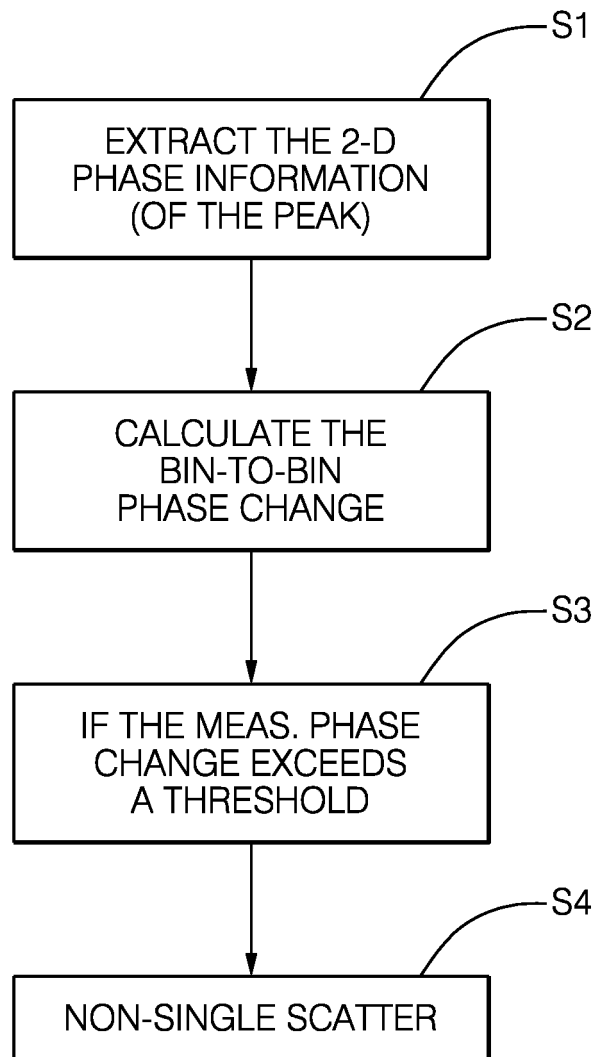 S1
EXTRACT THE 2-D
PHASE INFORMATION
(OF THE PEAK)
S2
CALCULATE THE
BIN-TO-BIN
PHASE CHANGE
S3
IF THE MEAS. PHASE
CHANGE EXCEEDS
A THRESHOLD
S4
NON-SINGLE SCATTER